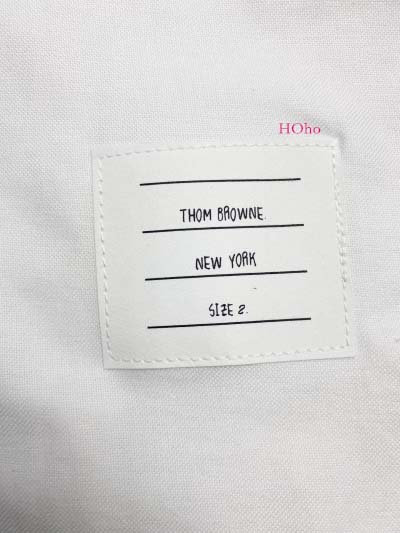 HOho
THOM BROWNE.
NEW YORK
SIZE 2.